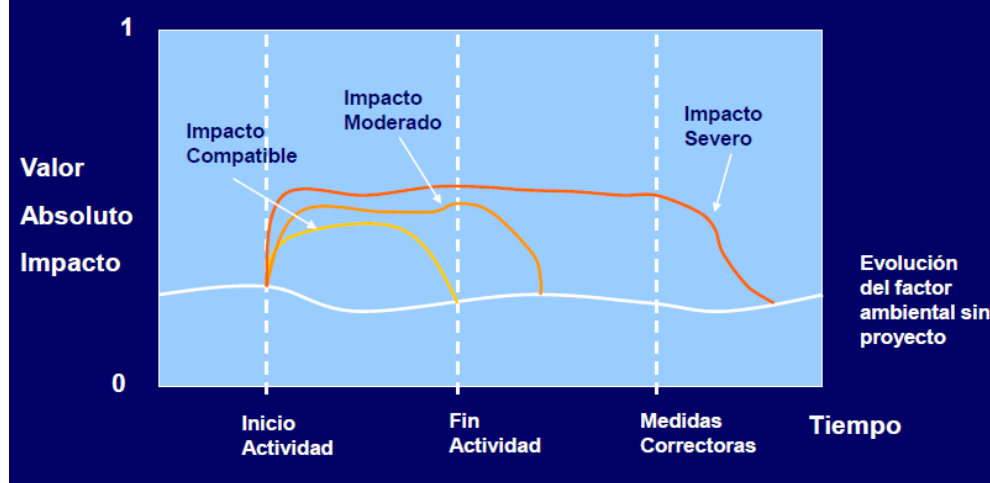 1
Impacto
Compatible
Impacto
Moderado
Impacto
Severo
Valor
Absoluto
Impacto
Evolución
del factor
ambiental sin
proyecto
0
Inicio
Actividad
Fin
Actividad
Medidas
Correctoras
Tiempo